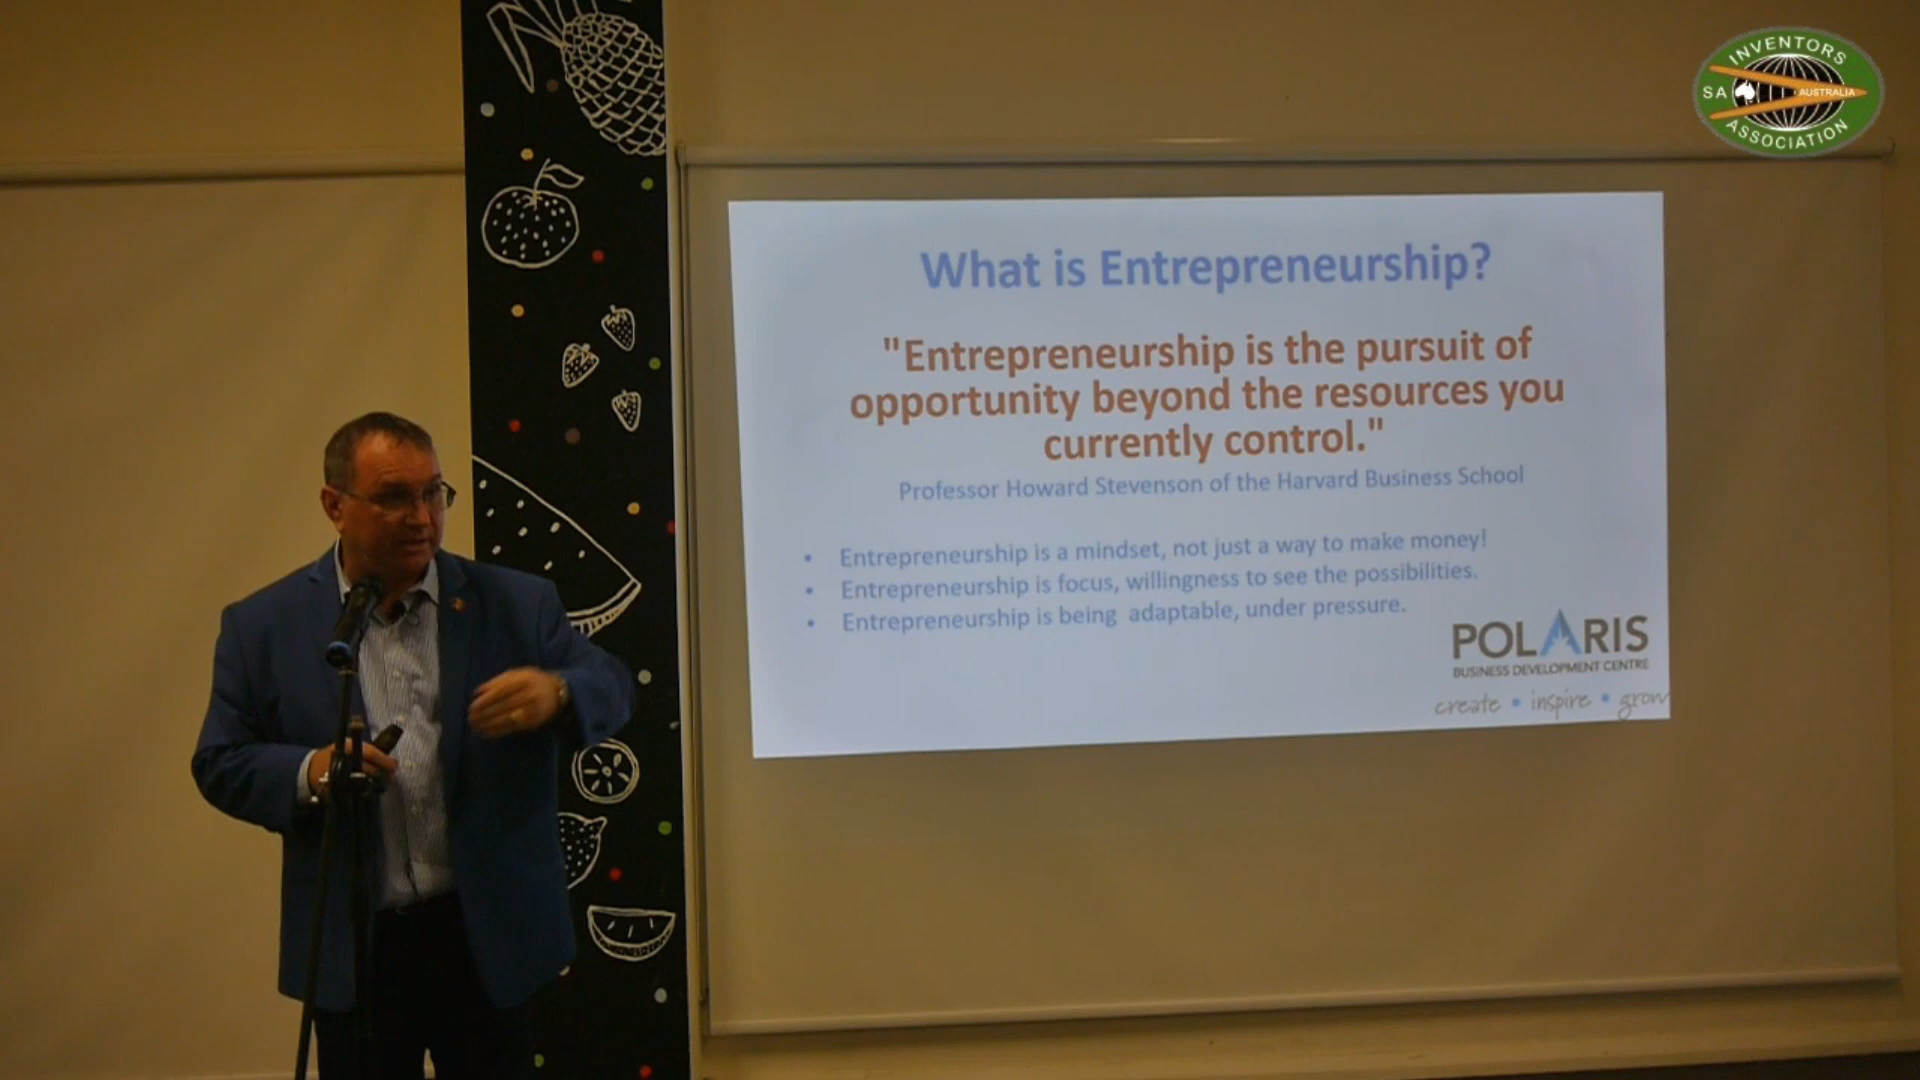 INVENTORS
SA AUSTRALIA
ASSOCIATION
What is Entrepreneurship?
"Entrepreneurship is the pursuit of
opportunity beyond the resources you
currently control."
Professor Howard Stevenson of the Harvard Business School
• Entrepreneurship is a mindset, not just a way to make money!
• Entrepreneurship is focus, willingness to see the possibilities.
• Entrepreneurship is being adaptable, under pressure.
POLARIS
BUSINESS DEVELOPMENT CENTRE
create • inspire • grow